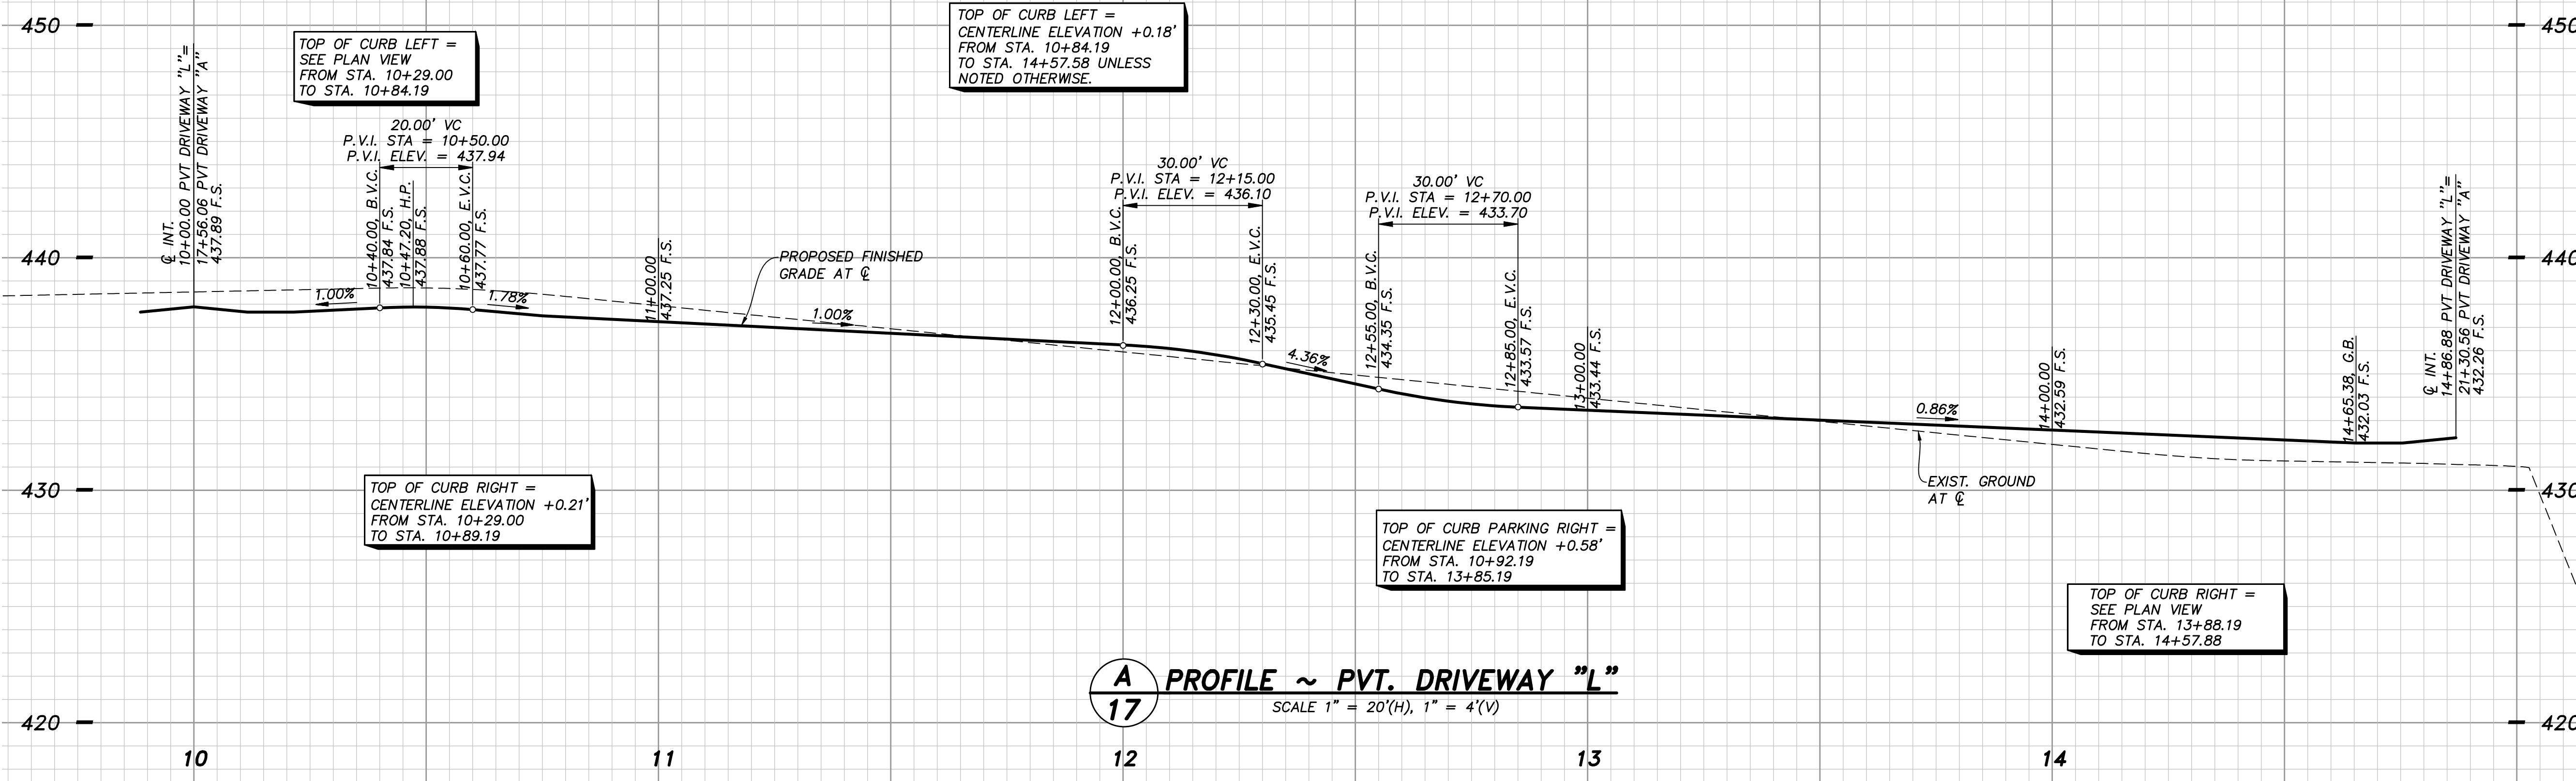 450
440
430
420
℄ INT.
10+00.00 PVT DRIVEWAY "L"=
17+56.06 PVT DRIVEWAY "A"
437.89 F.S.
TOP OF CURB LEFT =
SEE PLAN VIEW
FROM STA. 10+29.00
TO STA. 10+84.19
20.00' VC
P.V.I. STA = 10+50.00
P.V.I. ELEV. = 437.94
10+40.00, B.V.C.
437.84 F.S.
10+47.20, H.P.
437.88 F.S.
10+60.00, E.V.C.
437.77 F.S.
1.00%
1.78%
11+00.00
437.25 F.S.
PROPOSED FINISHED
GRADE AT ℄
1.00%
TOP OF CURB LEFT =
CENTERLINE ELEVATION +0.18'
FROM STA. 10+84.19
TO STA. 14+57.58 UNLESS
NOTED OTHERWISE.
30.00' VC
P.V.I. STA = 12+15.00
P.V.I. ELEV. = 436.10
12+00.00, B.V.C.
436.25 F.S.
12+30.00, E.V.C.
435.45 F.S.
4.36%
30.00' VC
P.V.I. STA = 12+70.00
P.V.I. ELEV. = 433.70
12+55.00, B.V.C.
434.35 F.S.
12+85.00, E.V.C.
433.57 F.S.
13+00.00
433.44 F.S.
0.86%
EXIST. GROUND
AT ℄
14+00.00
432.59 F.S.
14+65.38, G.B.
432.03 F.S.
℄ INT.
14+86.88 PVT DRIVEWAY "L"=
21+30.56 PVT DRIVEWAY "A"
432.26 F.S.
450
440
430
420
TOP OF CURB RIGHT =
CENTERLINE ELEVATION +0.21'
FROM STA. 10+29.00
TO STA. 10+89.19
TOP OF CURB PARKING RIGHT =
CENTERLINE ELEVATION +0.58'
FROM STA. 10+92.19
TO STA. 13+85.19
TOP OF CURB RIGHT =
SEE PLAN VIEW
FROM STA. 13+88.19
TO STA. 14+57.88
A
17
PROFILE ~ PVT. DRIVEWAY "L"
SCALE 1" = 20'(H), 1" = 4'(V)
10
11
12
13
14